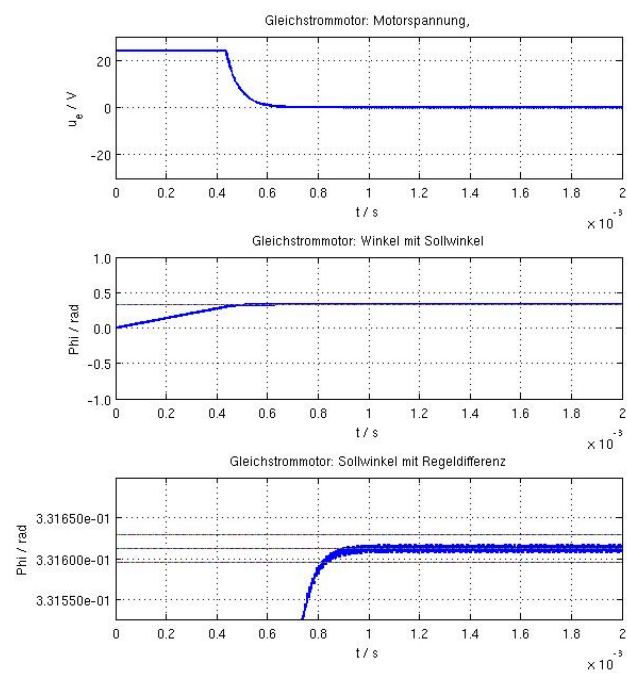 Gleichstrommotor: Motorspannung,
u_e / V
20
0
-20
0 0.2 0.4 0.6 0.8 1 1.2 1.4 1.6 1.8 2
t / s
x 10^-3
Gleichstrommotor: Winkel mit Sollwinkel
Phi / rad
1.0
0.5
0.0
-0.5
-1.0
0 0.2 0.4 0.6 0.8 1 1.2 1.4 1.6 1.8 2
t / s
x 10^-3
Gleichstrommotor: Sollwinkel mit Regeldifferenz
Phi / rad
3.31650e-01
3.31600e-01
3.31550e-01
0 0.2 0.4 0.6 0.8 1 1.2 1.4 1.6 1.8 2
t / s
x 10^-3